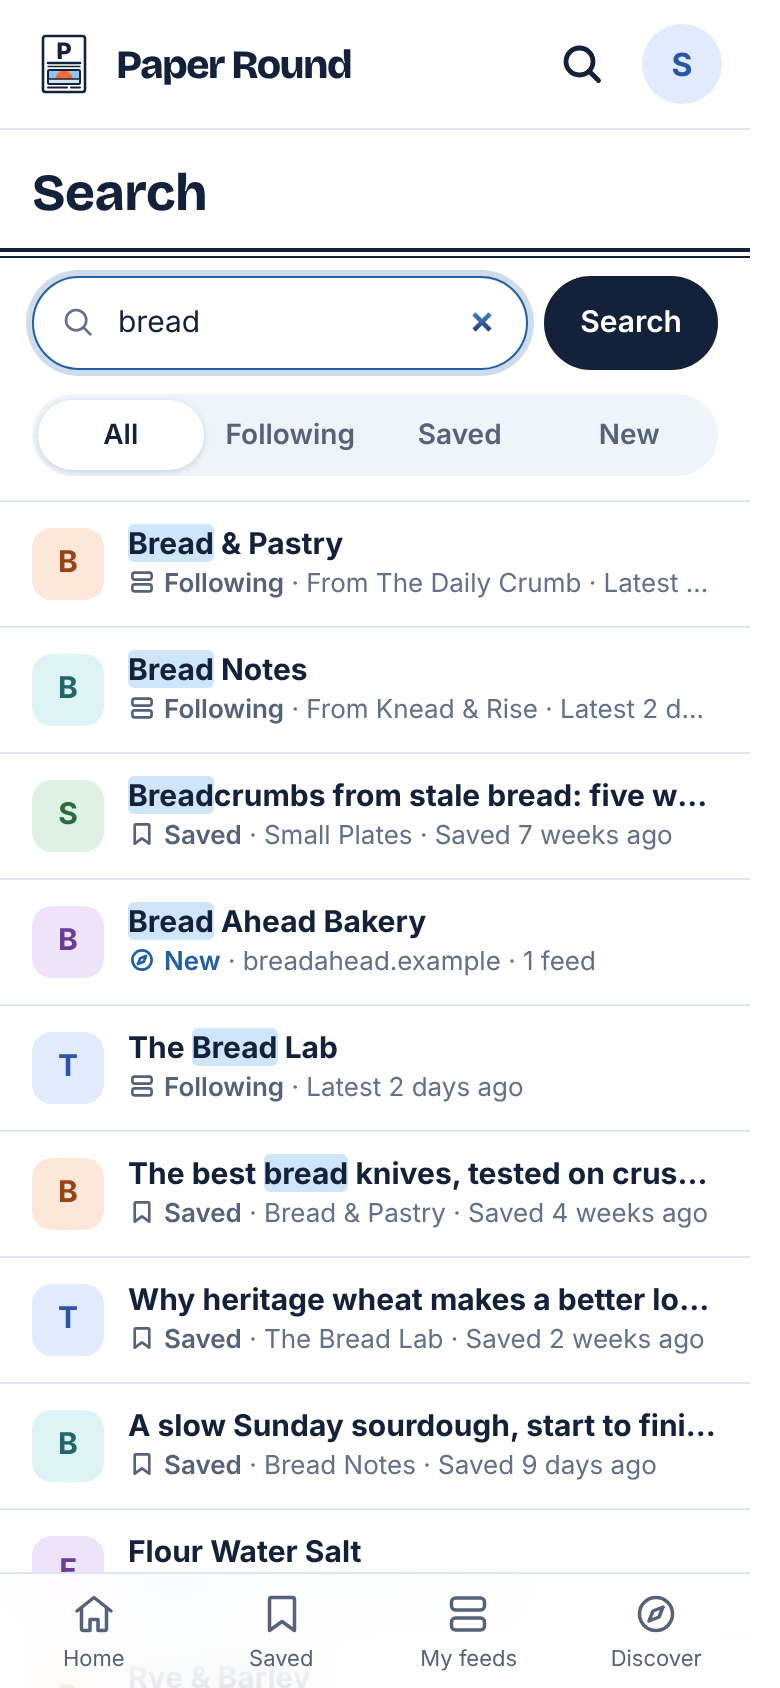 P
Paper Round
S
Search
bread
Search
All
Following
Saved
New
B
Bread & Pastry
Following · From The Daily Crumb · Latest ...
B
Bread Notes
Following · From Knead & Rise · Latest 2 d...
S
Breadcrumbs from stale bread: five w...
Saved · Small Plates · Saved 7 weeks ago
B
Bread Ahead Bakery
New · breadahead.example · 1 feed
T
The Bread Lab
Following · Latest 2 days ago
B
The best bread knives, tested on crus...
Saved · Bread & Pastry · Saved 4 weeks ago
T
Why heritage wheat makes a better lo...
Saved · The Bread Lab · Saved 2 weeks ago
B
A slow Sunday sourdough, start to fini...
Saved · Bread Notes · Saved 9 days ago
F
Flour Water Salt
Home
Saved
My feeds
Discover
Rye & Barley